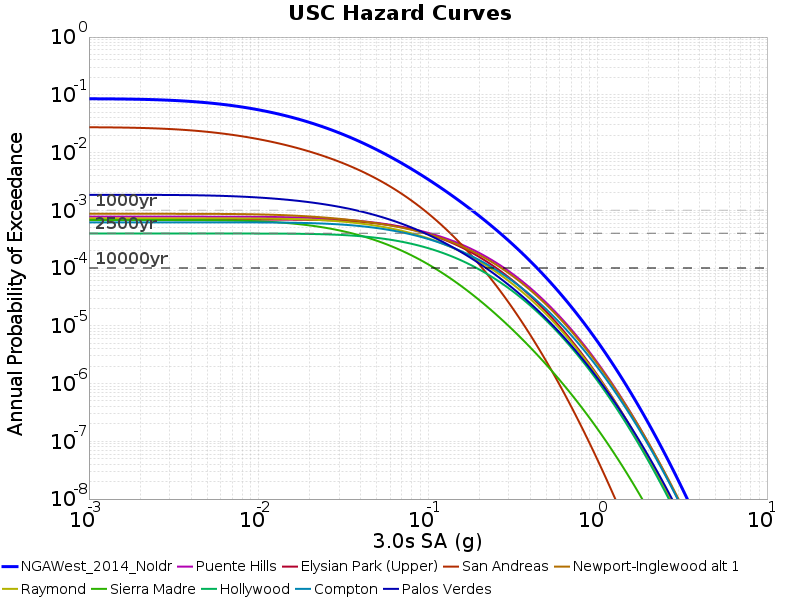 USC Hazard Curves
Annual Probability of Exceedance
10^0
10^-1
10^-2
10^-3
10^-4
10^-5
10^-6
10^-7
10^-8
1000yr
2500yr
10000yr
10^-3 10^-2 10^-1 10^0 10^1
3.0s SA (g)
NGAWest_2014_NoIdr Puente Hills Elysian Park (Upper) San Andreas Newport-Inglewood alt 1
Raymond Sierra Madre Hollywood Compton Palos Verdes